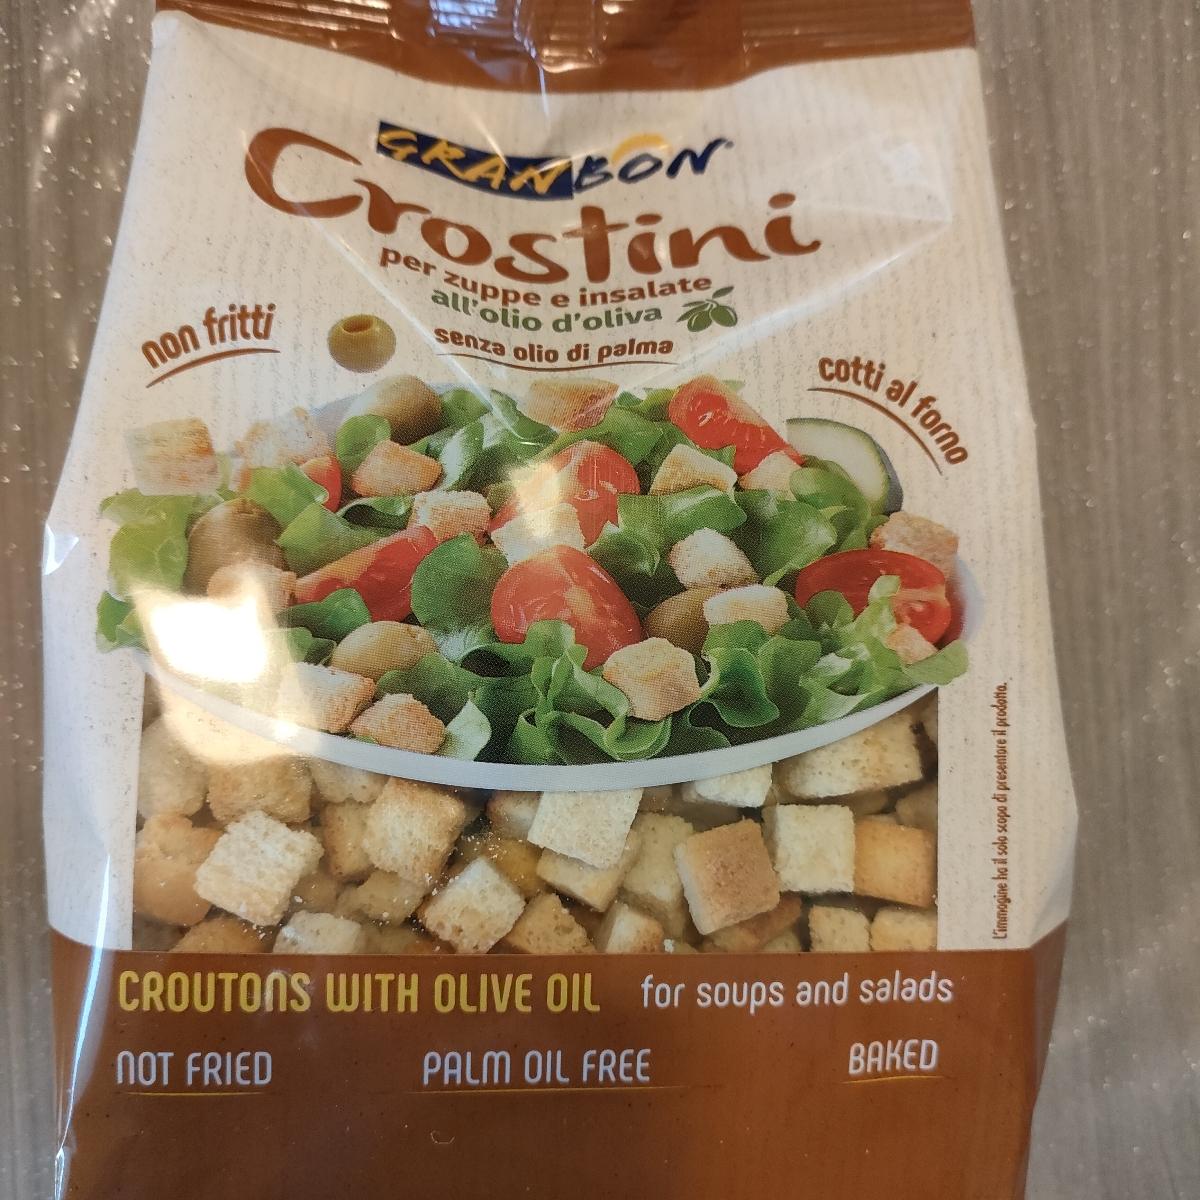 GRANBON
Crostini
per zuppe e insalate
all'olio d'oliva
senza olio di palma
non fritti
cotti al forno
L'immagine ha il solo scopo di presentare il prodotto.
CROUTONS WITH OLIVE OIL for soups and salads
NOT FRIED PALM OIL FREE BAKED